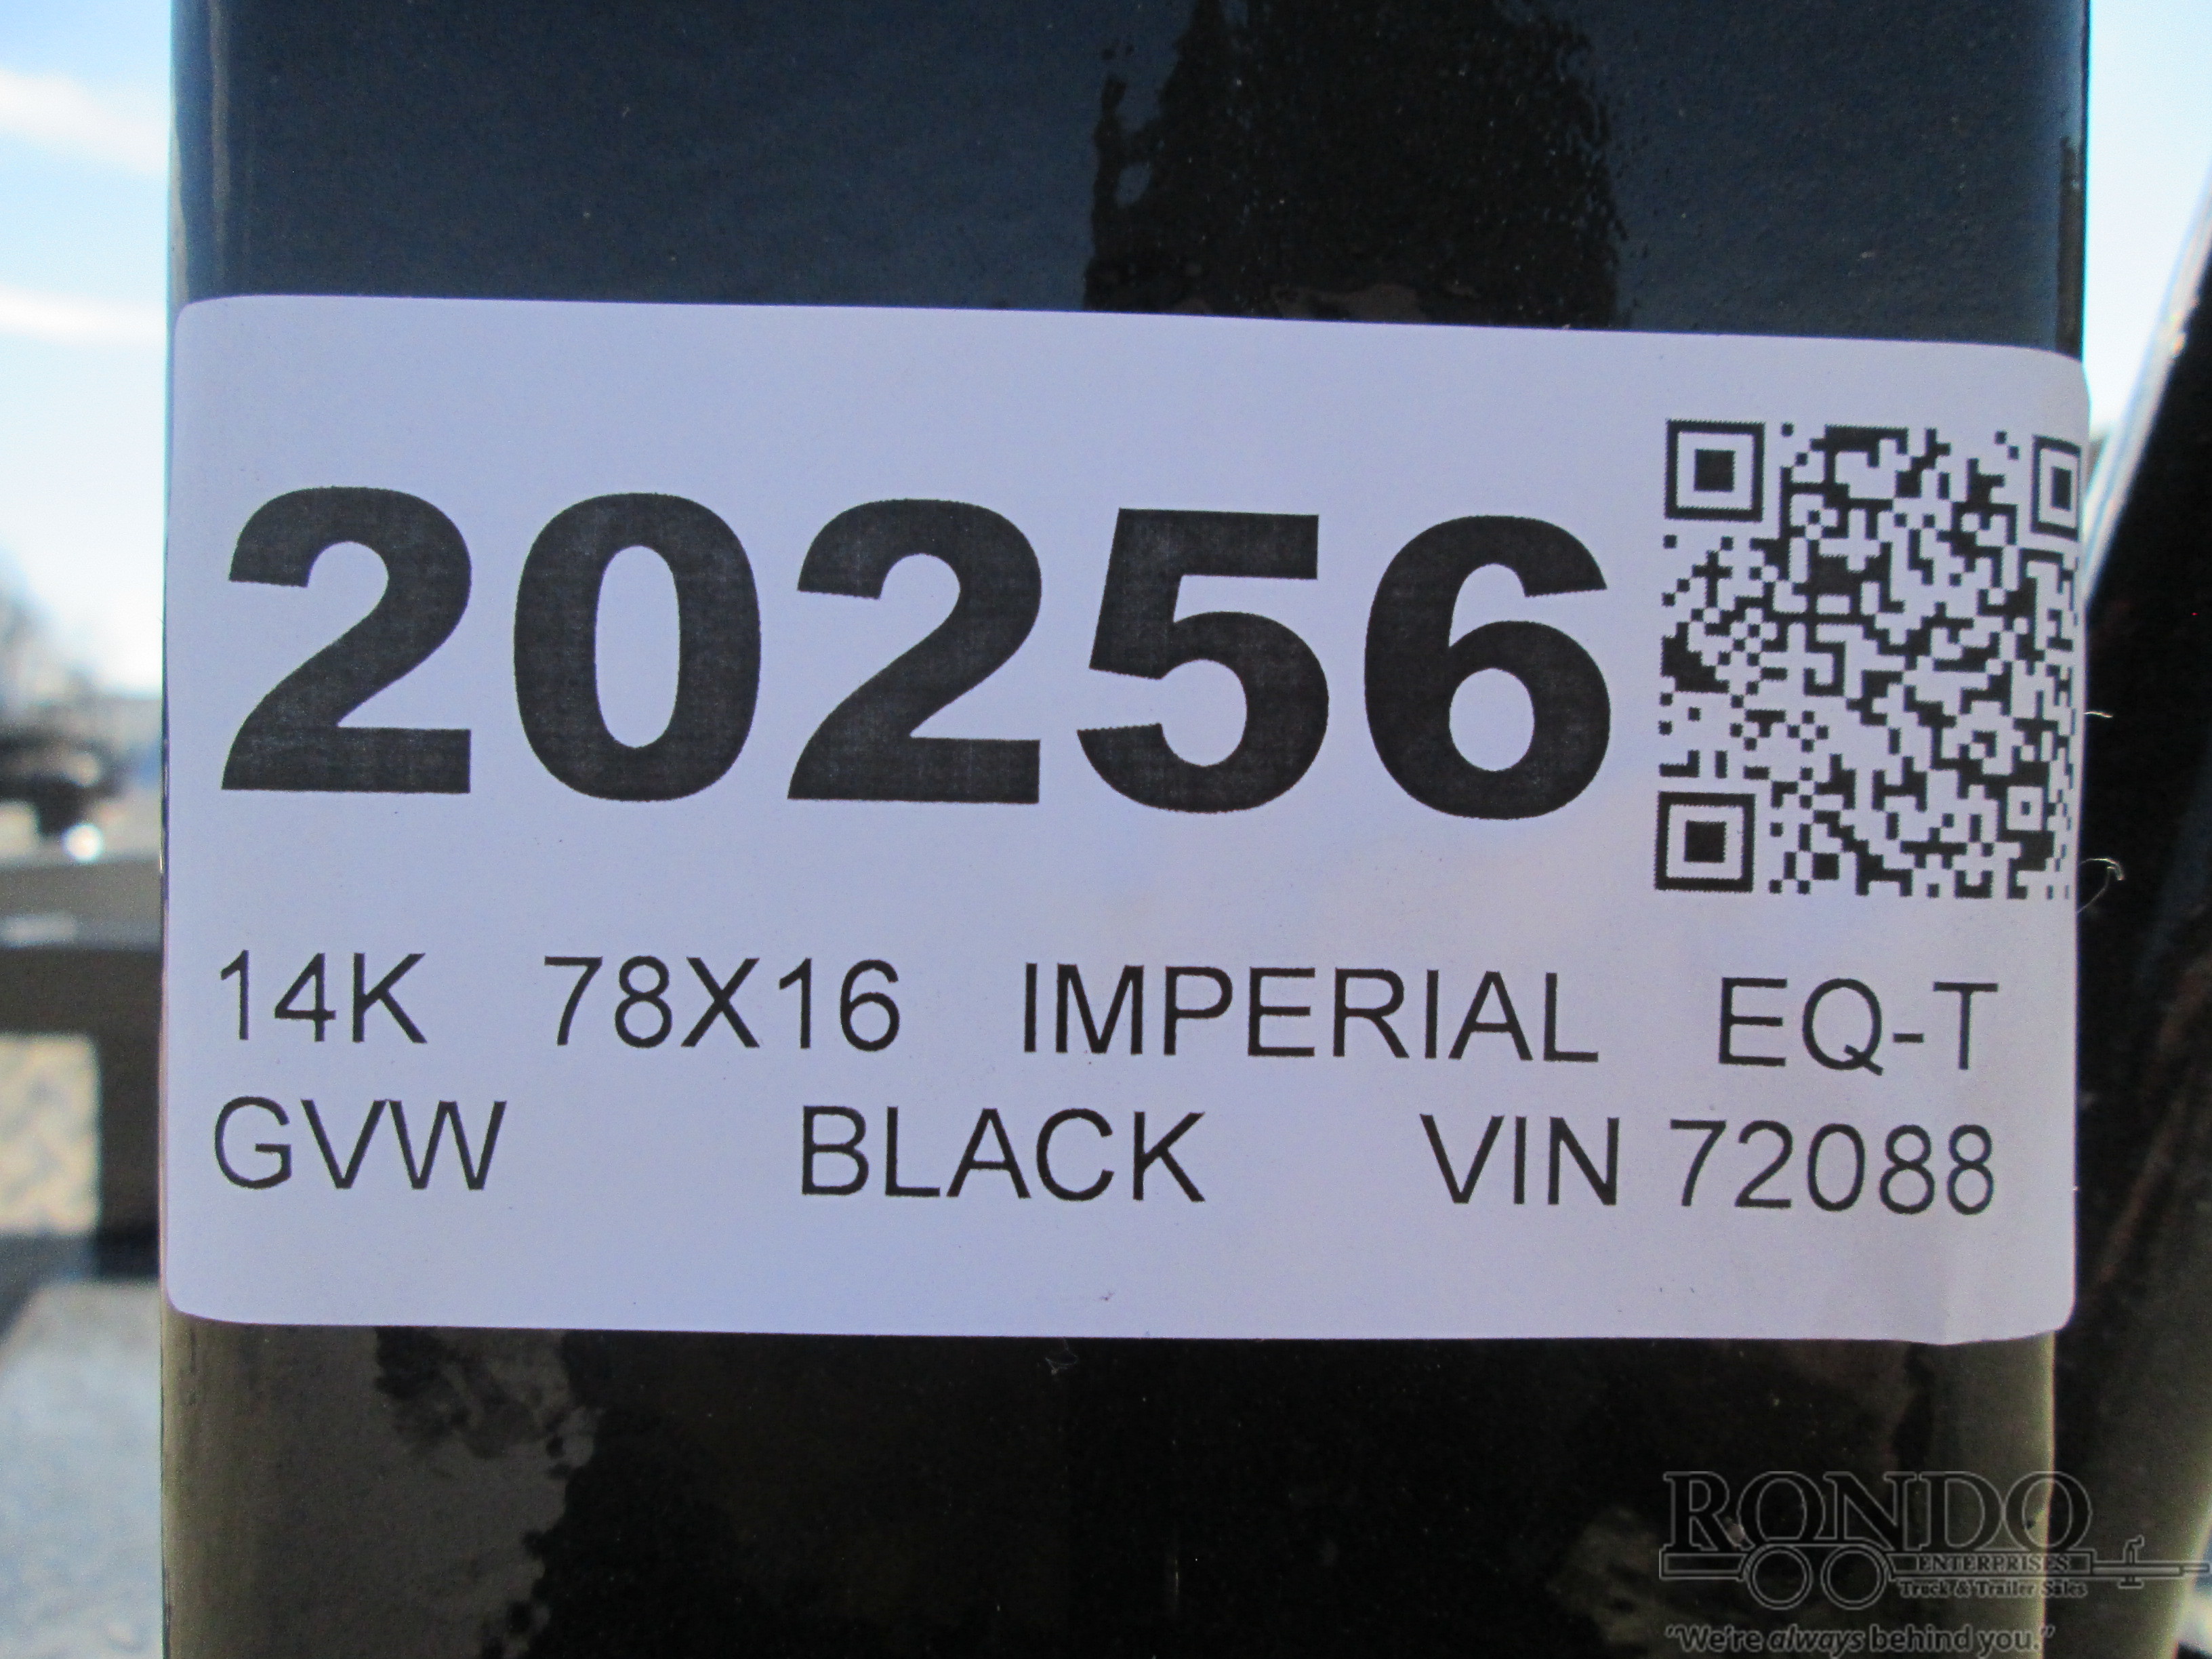 20256
14K 78X16 IMPERIAL EQ-T
GVW BLACK VIN 72088
RONDO
ENTERPRISES
Truck & Trailer Sales
"We're always behind you."